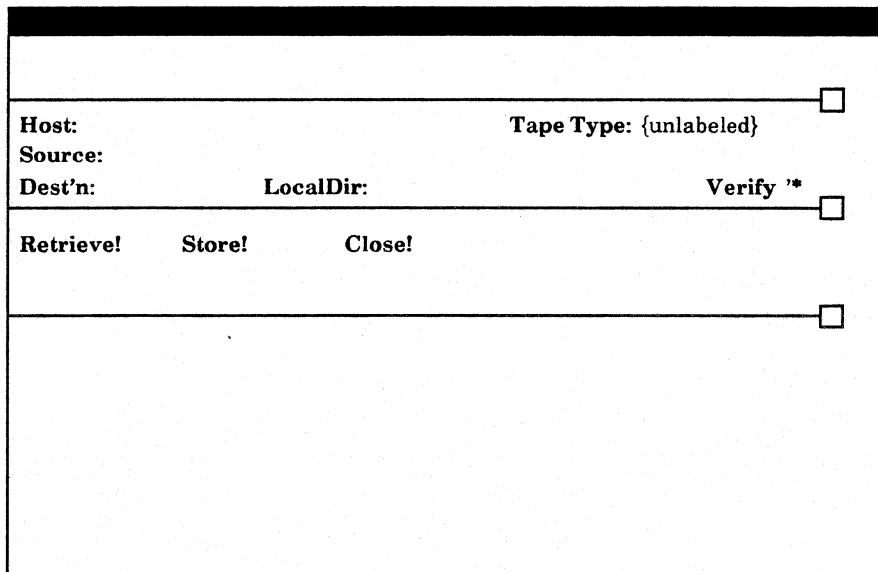 Host: Tape Type: {unlabeled}
Source:
Dest'n: LocalDir: Verify '*
Retrieve! Store! Close!